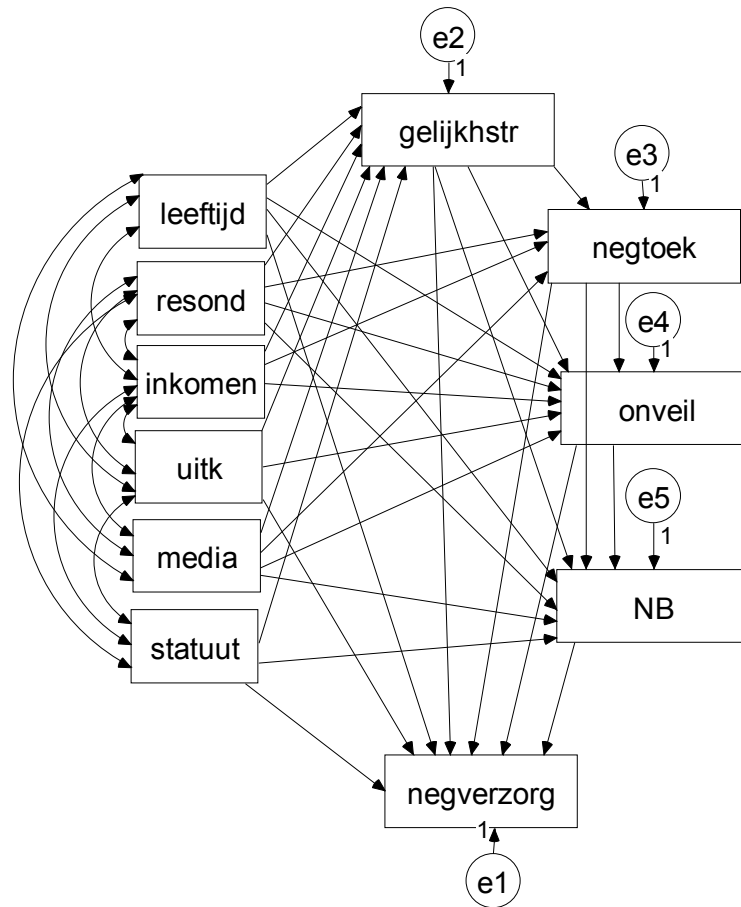 e2
1
gelijkhstr
e3
1
leeftijd
negtoek
resond
e4
1
inkomen
onveil
uitk
e5
1
media
NB
statuut
negverzorg
1
e1